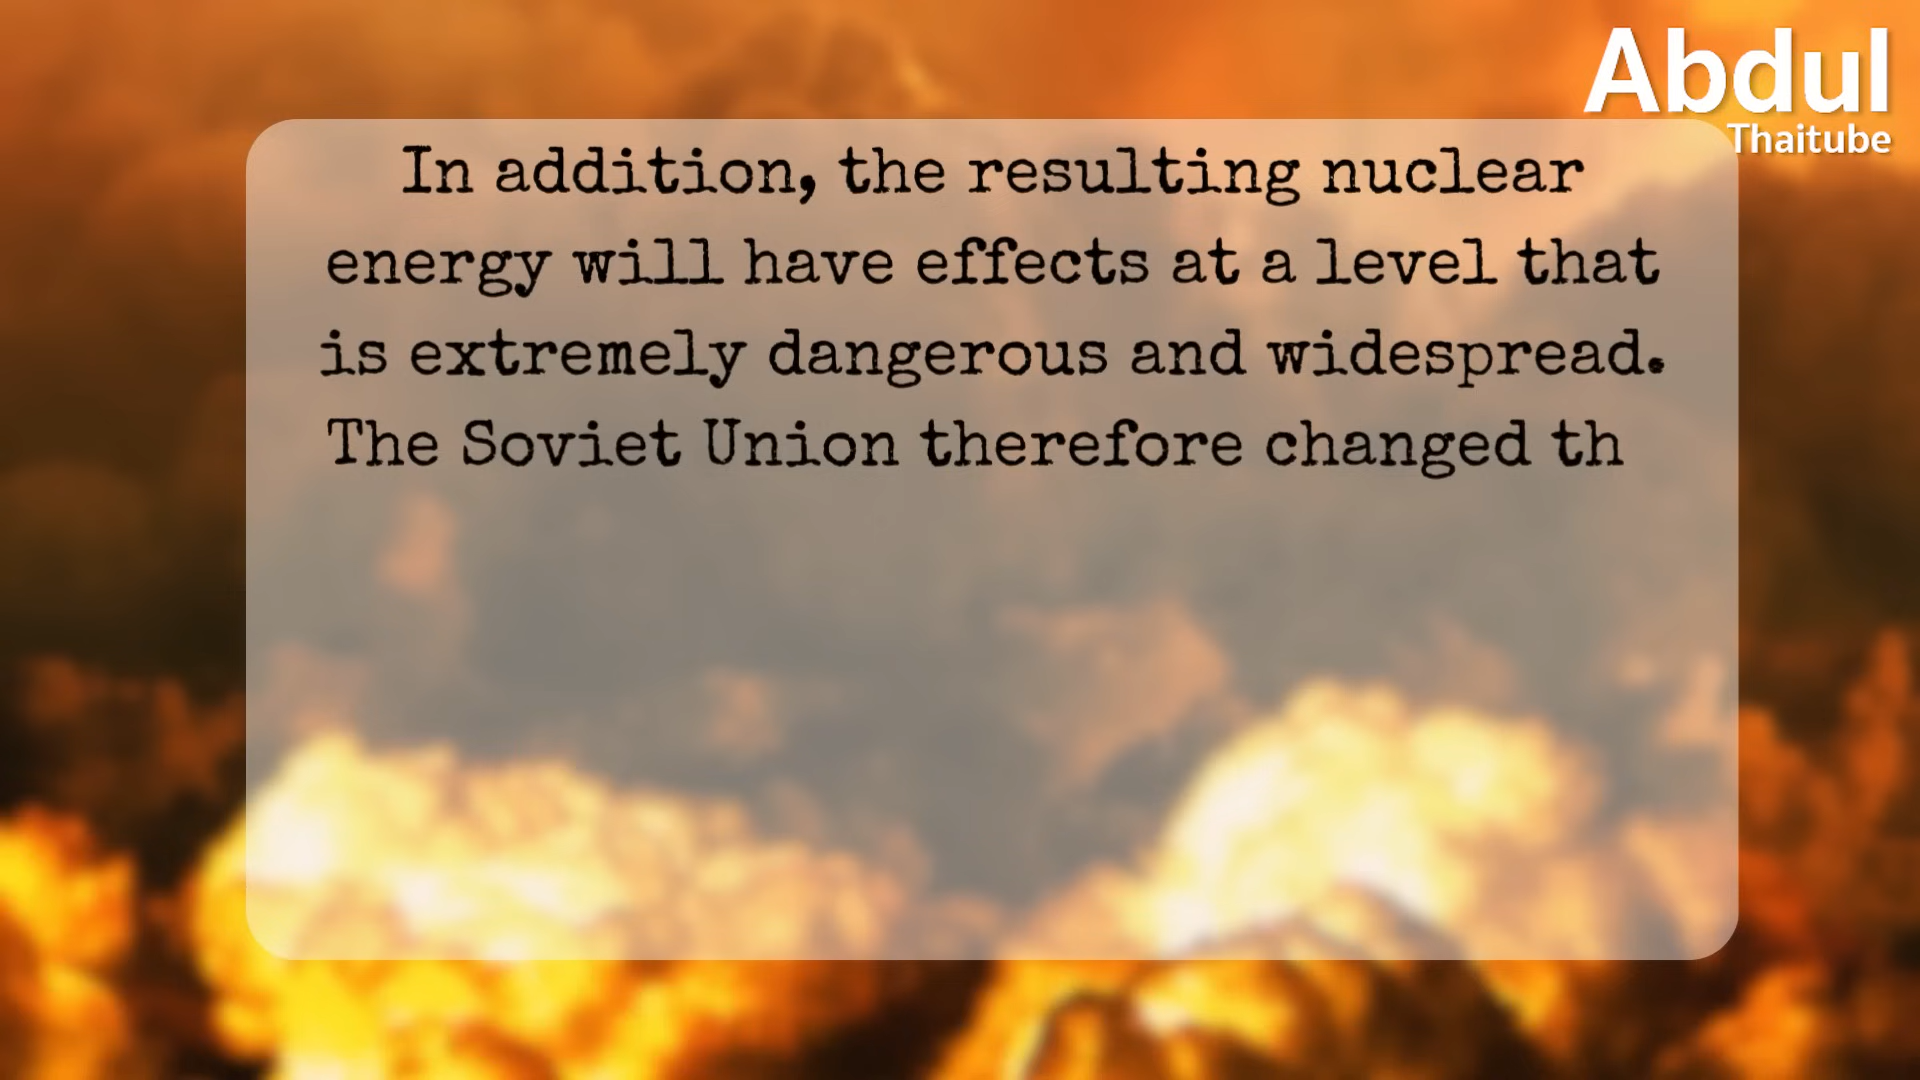 Abdul
Thaitube
In addition, the resulting nuclear
energy will have effects at a level that
is extremely dangerous and widespread.
The Soviet Union therefore changed th